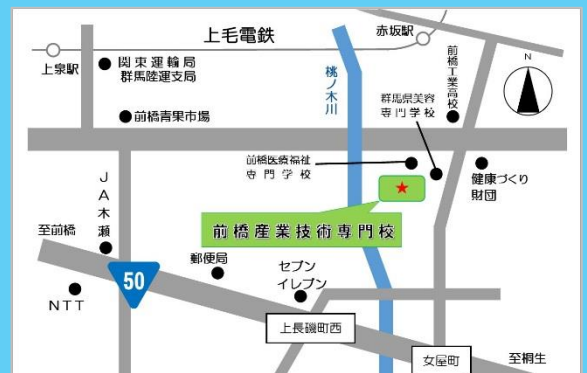 上毛電鉄
赤坂駅
上泉駅
関東運輸局
群馬陸運支局
桃ノ木川
前橋工業高校
N
群馬県美容
専門学校
前橋青果市場
前橋医療福祉
専門学校
健康づくり
財団
JA木瀬
至前橋
前橋産業技術専門校
郵便局
セブン
イレブン
50
NTT
上長磯町西
女屋町
至桐生